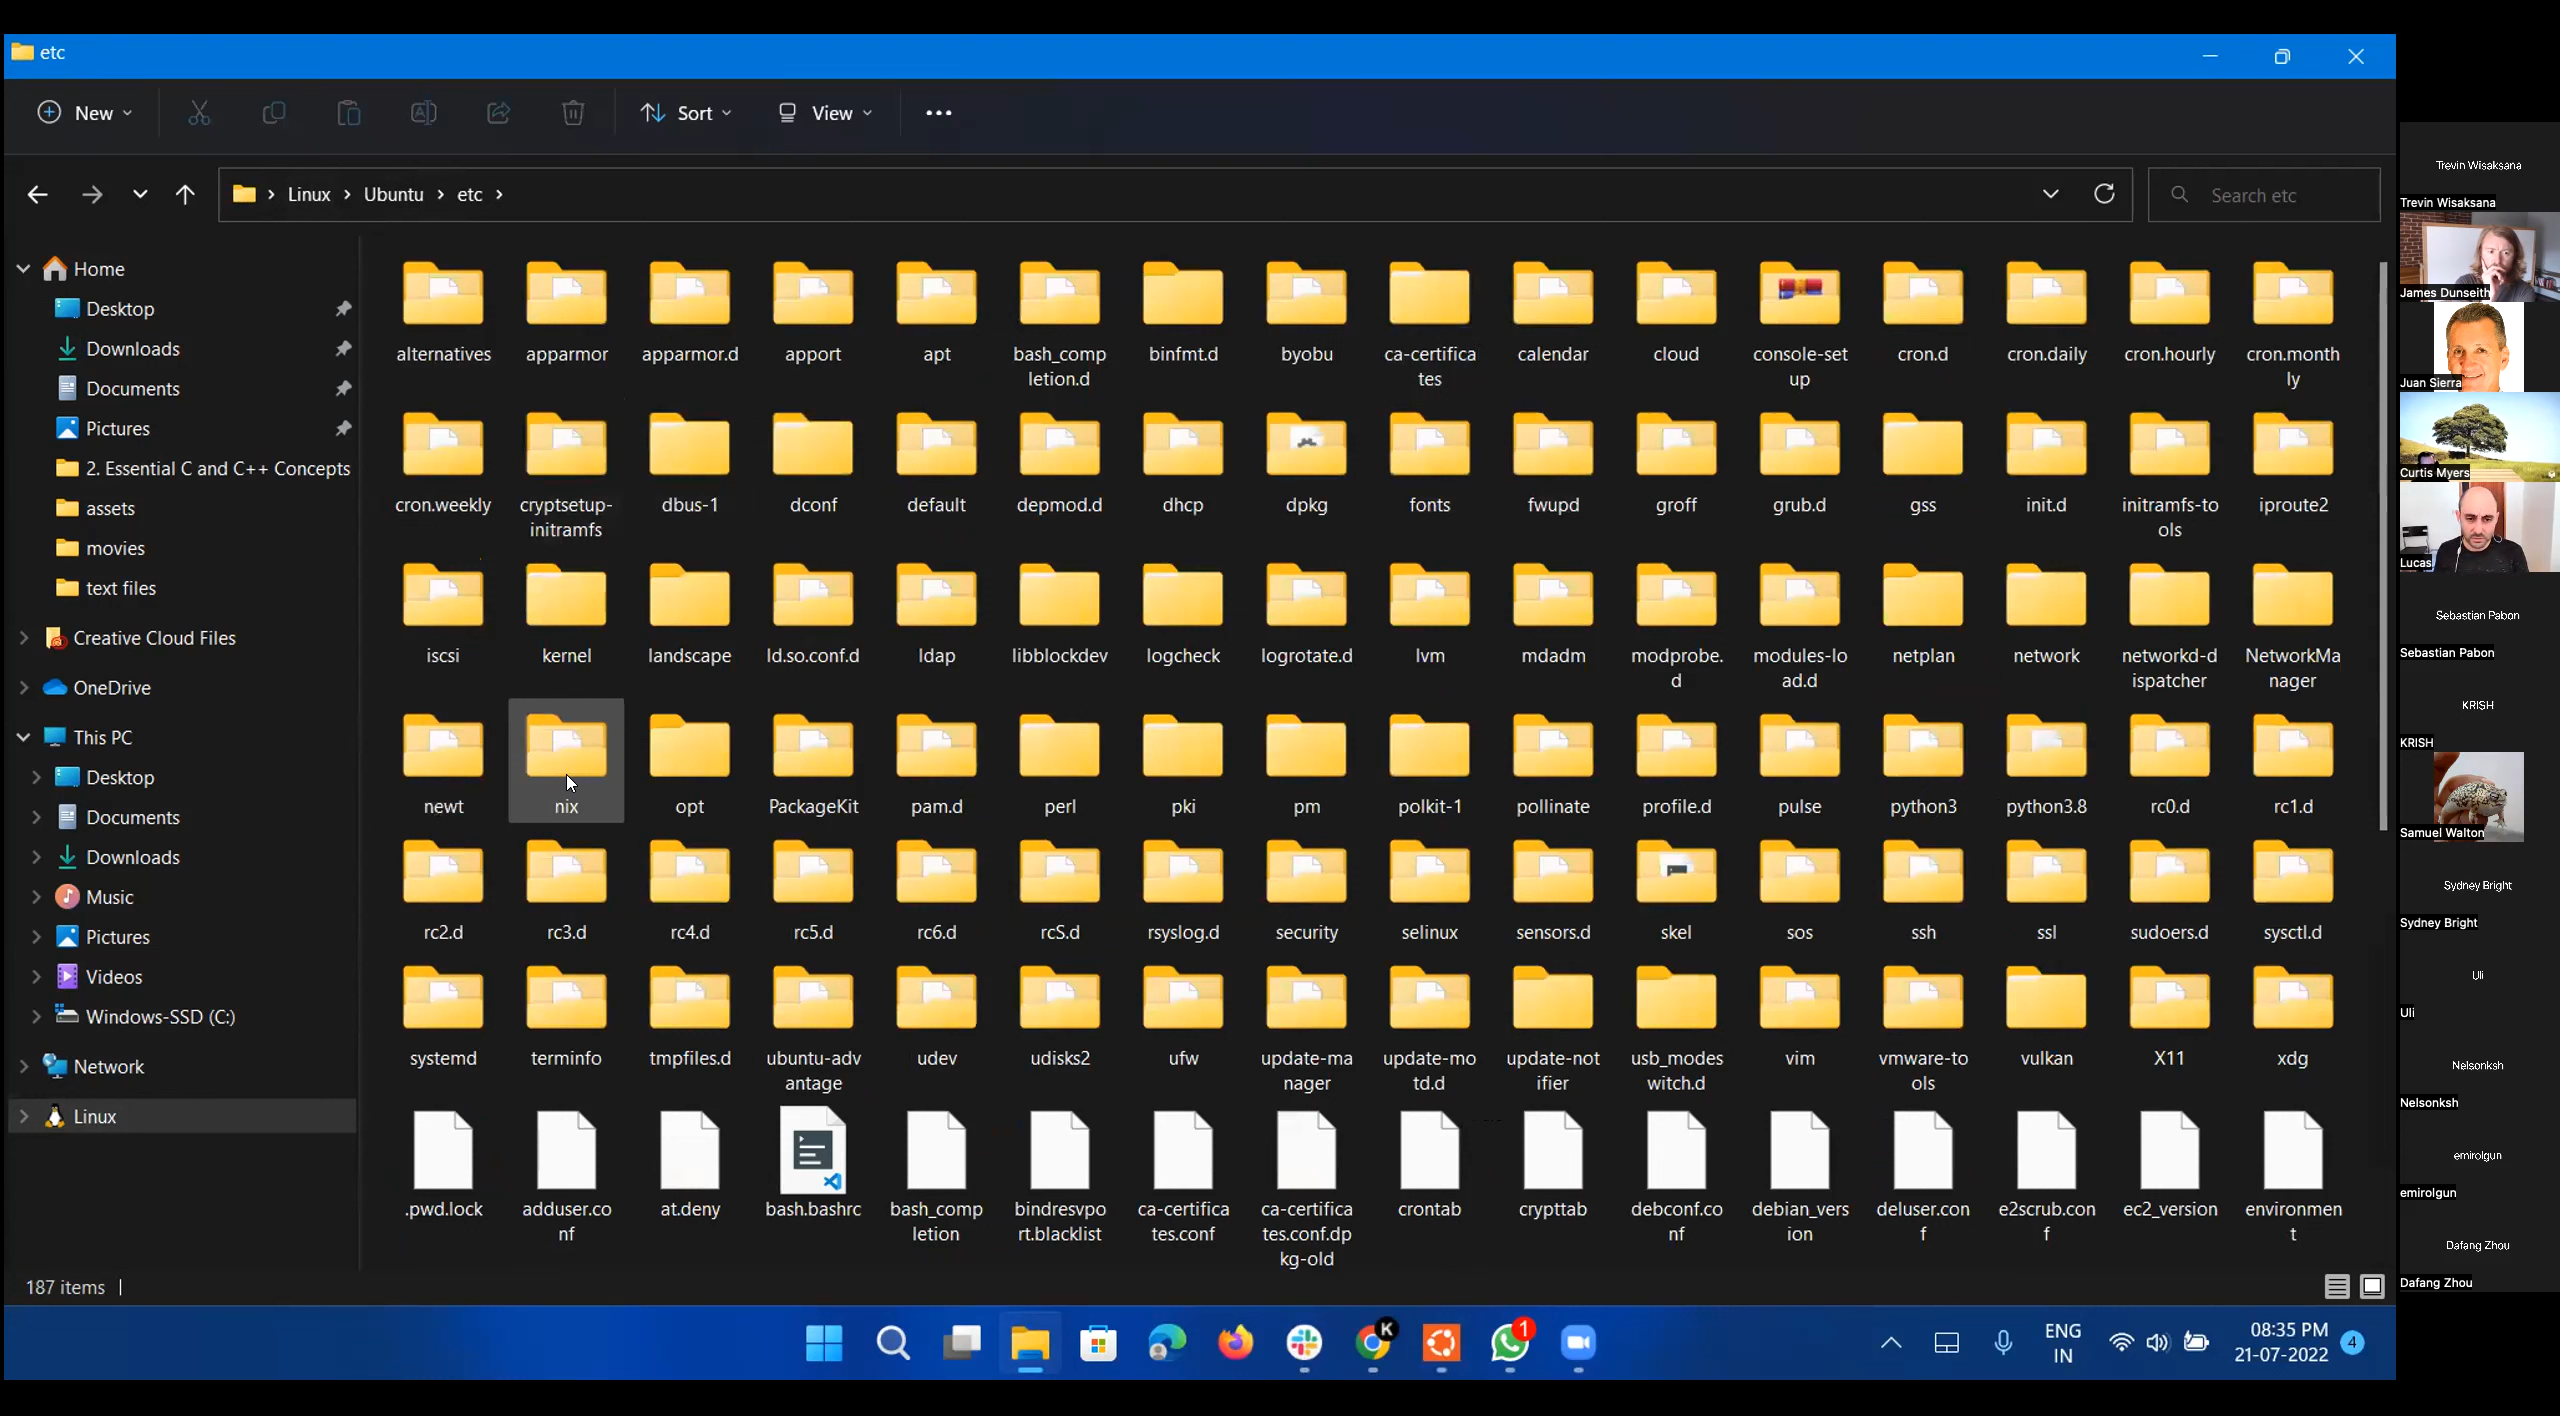 etc
New
Sort
View
Linux
Ubuntu
etc
Search etc
Home
Desktop
Downloads
Documents
Pictures
2. Essential C and C++ Concepts
assets
movies
text files
Creative Cloud Files
OneDrive
This PC
Desktop
Documents
Downloads
Music
Pictures
Videos
Windows-SSD (C:)
Network
Linux
alternatives
apparmor
apparmor.d
apport
apt
bash_comp
letion.d
binfmt.d
byobu
ca-certifica
tes
calendar
cloud
console-set
up
cron.d
cron.daily
cron.hourly
cron.month
ly
cron.weekly
cryptsetup-
initramfs
dbus-1
dconf
default
depmod.d
dhcp
dpkg
fonts
fwupd
groff
grub.d
gss
init.d
initramfs-to
ols
iproute2
iscsi
kernel
landscape
ld.so.conf.d
ldap
libblockdev
logcheck
logrotate.d
lvm
mdadm
modprobe.
d
modules-lo
ad.d
netplan
network
networkd-d
ispatcher
NetworkMa
nager
newt
nix
opt
PackageKit
pam.d
perl
pki
pm
polkit-1
pollinate
profile.d
pulse
python3
python3.8
rc0.d
rc1.d
rc2.d
rc3.d
rc4.d
rc5.d
rc6.d
rcS.d
rsyslog.d
security
selinux
sensors.d
skel
sos
ssh
ssl
sudoers.d
sysctl.d
systemd
terminfo
tmpfiles.d
ubuntu-adv
antage
udev
udisks2
ufw
update-ma
nager
update-mo
td.d
update-not
ifier
usb_modes
witch.d
vim
vmware-to
ols
vulkan
X11
xdg
.pwd.lock
adduser.co
nf
at.deny
bash.bashrc
bash_comp
letion
bindresvpo
rt.blacklist
ca-certifica
tes.conf
ca-certifica
tes.conf.dp
kg-old
crontab
crypttab
debconf.co
nf
debian_vers
ion
deluser.con
f
e2scrub.con
f
ec2_version
environmen
t
187 items
K
1
ENG
IN
08:35 PM
21-07-2022
4
Trevin Wisaksana
Trevin Wisaksana
James Dunseith
Juan Sierra
Curtis Myers
Lucas
Sebastian Pabon
Sebastian Pabon
KRISH
KRISH
Samuel Walton
Sydney Bright
Sydney Bright
Uli
Uli
Nelsonksh
Nelsonksh
emirolgun
emirolgun
Dafang Zhou
Dafang Zhou